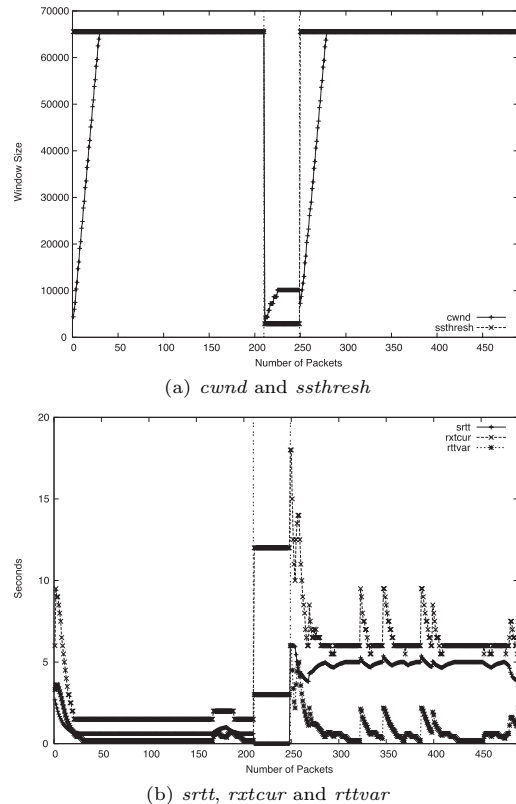 70000
60000
50000
40000
30000
20000
10000
0
Window Size
0 50 100 150 200 250 300 350 400 450
Number of Packets
cwnd
ssthresh
(a) cwnd and ssthresh
20
15
10
5
0
Seconds
srtt
rxtcur
rttvar
0 50 100 150 200 250 300 350 400 450
Number of Packets
(b) srtt, rxtcur and rttvar